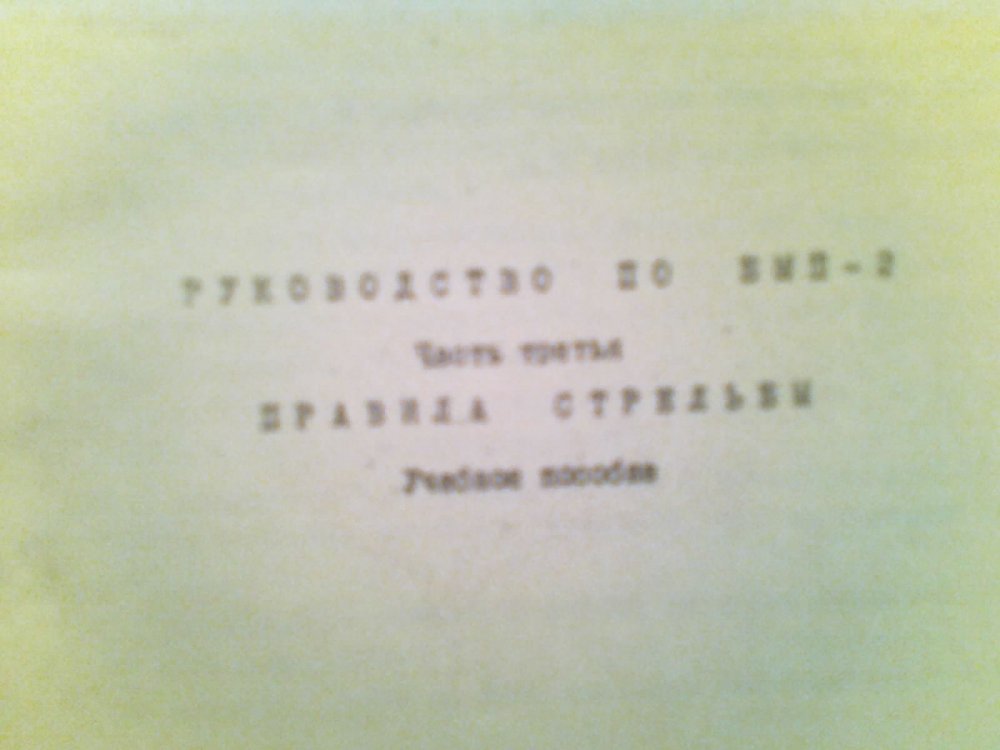 РУКОВОДСТВО ПО БМП-2
Часть третья
ПРАВИЛА СТРЕЛЬБЫ
Учебное пособие